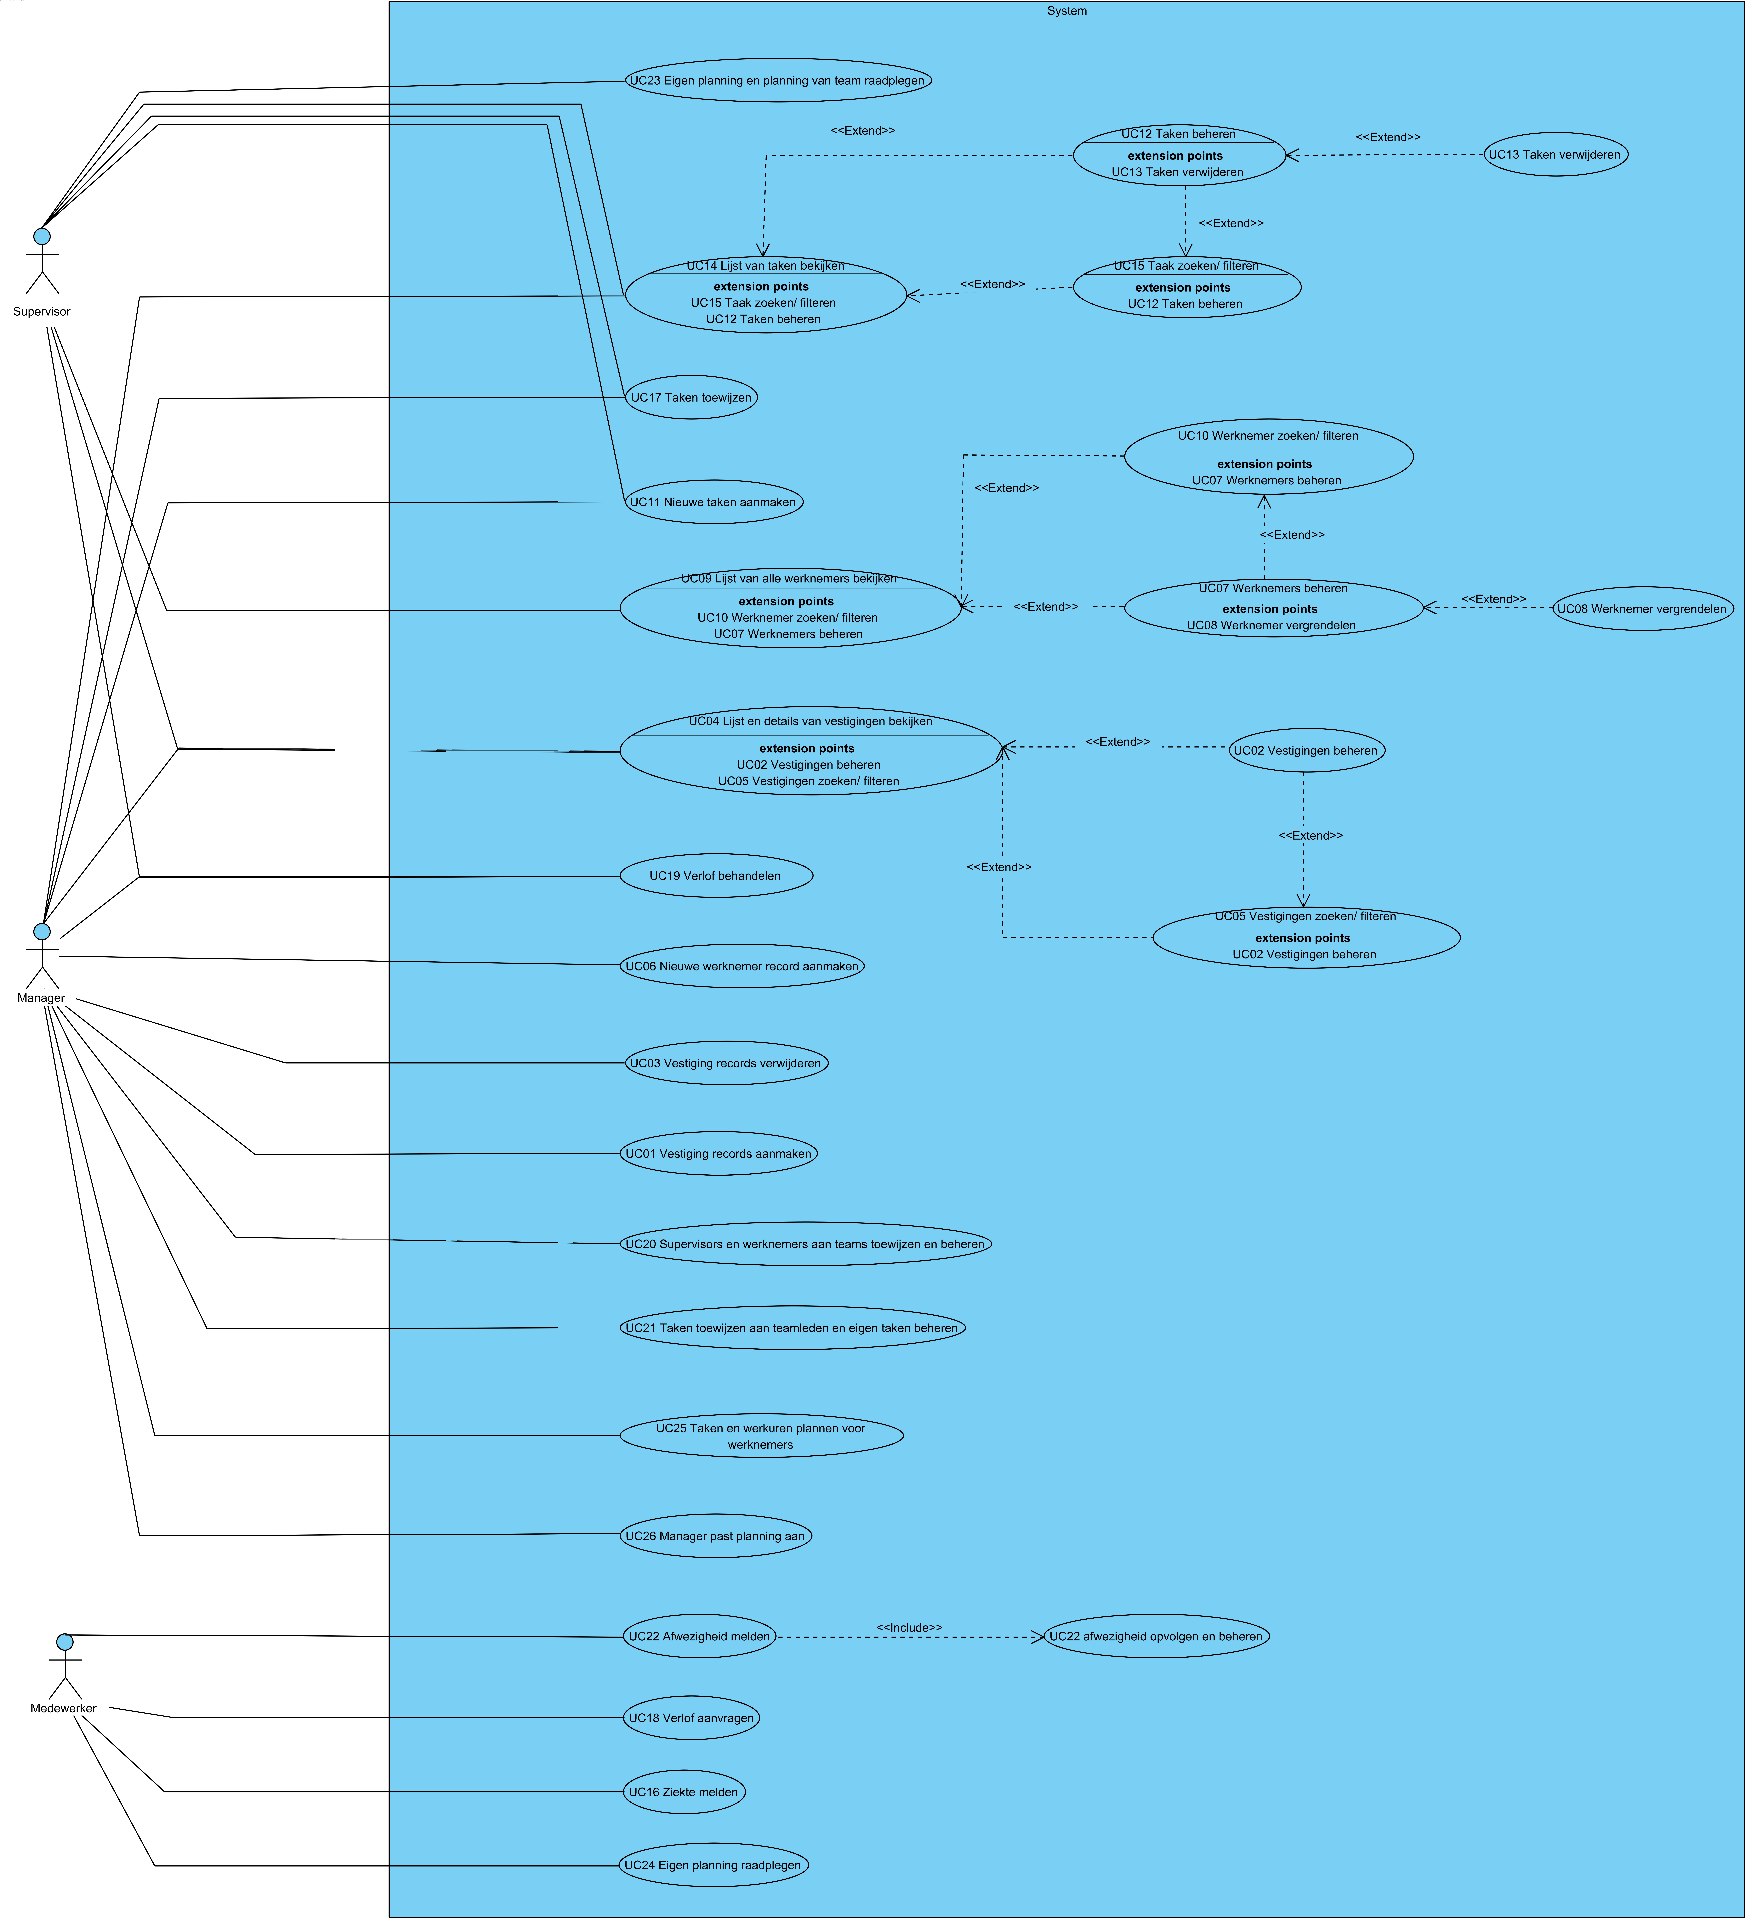 System
UC23 Eigen planning en planning van team raadplegen
<<Extend>>
UC12 Taken beheren
extension points
UC13 Taken verwijderen
<<Extend>>
UC13 Taken verwijderen
<<Extend>>
Supervisor
UC14 Lijst van taken bekijken
extension points
UC15 Taak zoeken/ filteren
UC12 Taken beheren
<<Extend>>
UC15 Taak zoeken/ filteren
extension points
UC12 Taken beheren
UC17 Taken toewijzen
UC10 Werknemer zoeken/ filteren
extension points
UC07 Werknemers beheren
<<Extend>>
UC11 Nieuwe taken aanmaken
<<Extend>>
UC09 Lijst van alle werknemers bekijken
extension points
UC10 Werknemer zoeken/ filteren
UC07 Werknemers beheren
<<Extend>>
UC07 Werknemers beheren
extension points
UC08 Werknemer vergrendelen
<<Extend>>
UC08 Werknemer vergrendelen
UC04 Lijst en details van vestigingen bekijken
extension points
UC02 Vestigingen beheren
UC05 Vestigingen zoeken/ filteren
<<Extend>>
UC02 Vestigingen beheren
<<Extend>>
<<Extend>>
UC19 Verlof behandelen
UC05 Vestigingen zoeken/ filteren
extension points
UC02 Vestigingen beheren
Manager
UC06 Nieuwe werknemer record aanmaken
UC03 Vestiging records verwijderen
UC01 Vestiging records aanmaken
UC20 Supervisors en werknemers aan teams toewijzen en beheren
UC21 Taken toewijzen aan teamleden en eigen taken beheren
UC25 Taken en werkuren plannen voor
werknemers
UC26 Manager past planning aan
UC22 Afwezigheid melden
<<Include>>
UC22 afwezigheid opvolgen en beheren
Medewerker
UC18 Verlof aanvragen
UC16 Ziekte melden
UC24 Eigen planning raadplegen